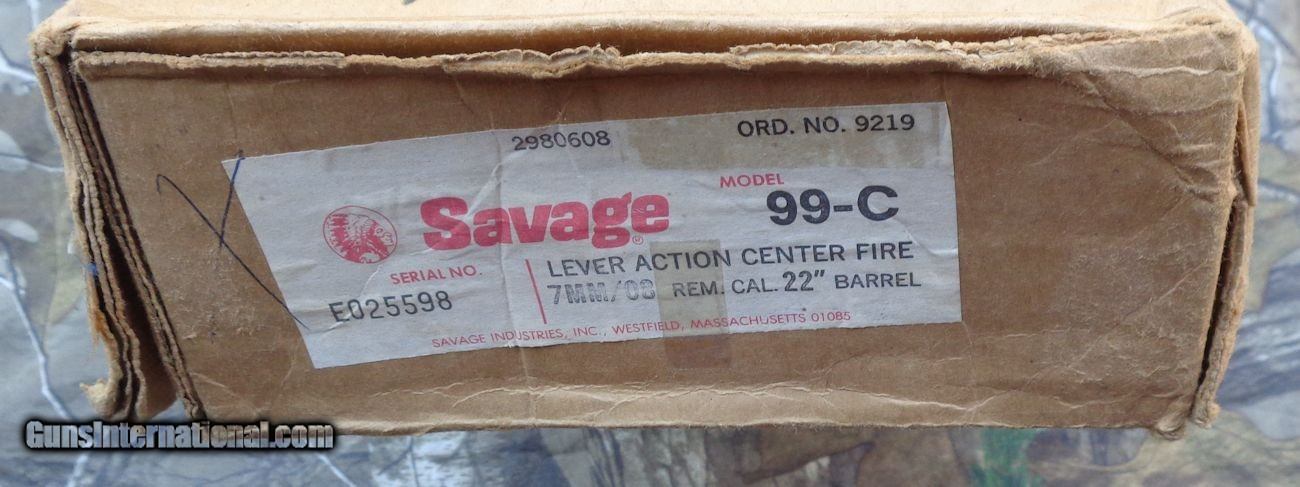 2980608 ORD. NO. 9219
Savage® MODEL 99-C
SERIAL NO. LEVER ACTION CENTER FIRE
E025598 7MM/08 REM. CAL. 22" BARREL
SAVAGE INDUSTRIES, INC., WESTFIELD, MASSACHUSETTS 01085
GunsInternational.com